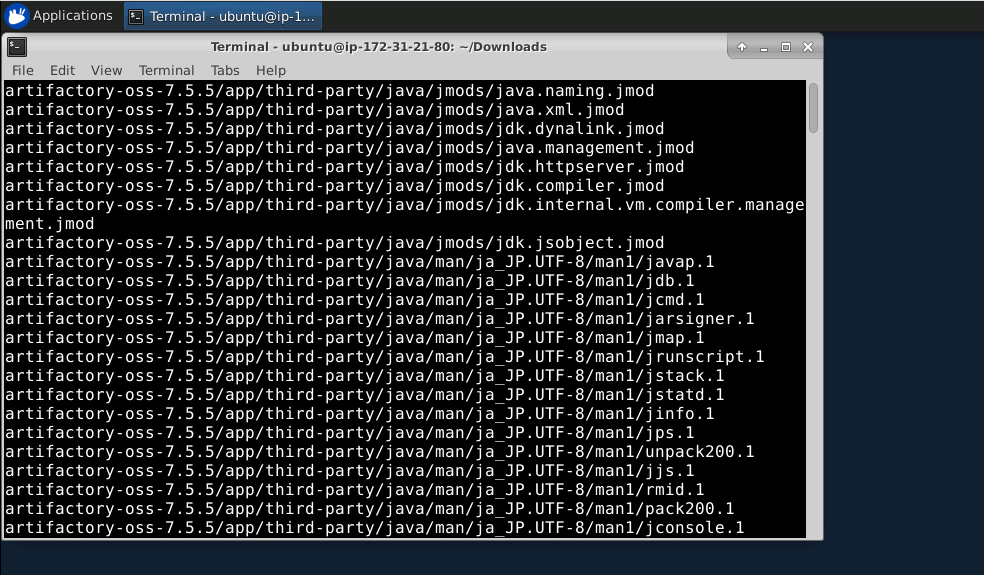 Applications Terminal - ubuntu@ip-1...
Terminal - ubuntu@ip-172-31-21-80: ~/Downloads
File Edit View Terminal Tabs Help
artifactory-oss-7.5.5/app/third-party/java/jmods/java.naming.jmod
artifactory-oss-7.5.5/app/third-party/java/jmods/java.xml.jmod
artifactory-oss-7.5.5/app/third-party/java/jmods/jdk.dynalink.jmod
artifactory-oss-7.5.5/app/third-party/java/jmods/java.management.jmod
artifactory-oss-7.5.5/app/third-party/java/jmods/jdk.httpserver.jmod
artifactory-oss-7.5.5/app/third-party/java/jmods/jdk.compiler.jmod
artifactory-oss-7.5.5/app/third-party/java/jmods/jdk.internal.vm.compiler.manage
ment.jmod
artifactory-oss-7.5.5/app/third-party/java/jmods/jdk.jsobject.jmod
artifactory-oss-7.5.5/app/third-party/java/man/ja_JP.UTF-8/man1/javap.1
artifactory-oss-7.5.5/app/third-party/java/man/ja_JP.UTF-8/man1/jdb.1
artifactory-oss-7.5.5/app/third-party/java/man/ja_JP.UTF-8/man1/jcmd.1
artifactory-oss-7.5.5/app/third-party/java/man/ja_JP.UTF-8/man1/jarsigner.1
artifactory-oss-7.5.5/app/third-party/java/man/ja_JP.UTF-8/man1/jmap.1
artifactory-oss-7.5.5/app/third-party/java/man/ja_JP.UTF-8/man1/jrunscript.1
artifactory-oss-7.5.5/app/third-party/java/man/ja_JP.UTF-8/man1/jstack.1
artifactory-oss-7.5.5/app/third-party/java/man/ja_JP.UTF-8/man1/jstatd.1
artifactory-oss-7.5.5/app/third-party/java/man/ja_JP.UTF-8/man1/jinfo.1
artifactory-oss-7.5.5/app/third-party/java/man/ja_JP.UTF-8/man1/jps.1
artifactory-oss-7.5.5/app/third-party/java/man/ja_JP.UTF-8/man1/unpack200.1
artifactory-oss-7.5.5/app/third-party/java/man/ja_JP.UTF-8/man1/jjs.1
artifactory-oss-7.5.5/app/third-party/java/man/ja_JP.UTF-8/man1/rmid.1
artifactory-oss-7.5.5/app/third-party/java/man/ja_JP.UTF-8/man1/pack200.1
artifactory-oss-7.5.5/app/third-party/java/man/ja_JP.UTF-8/man1/jconsole.1